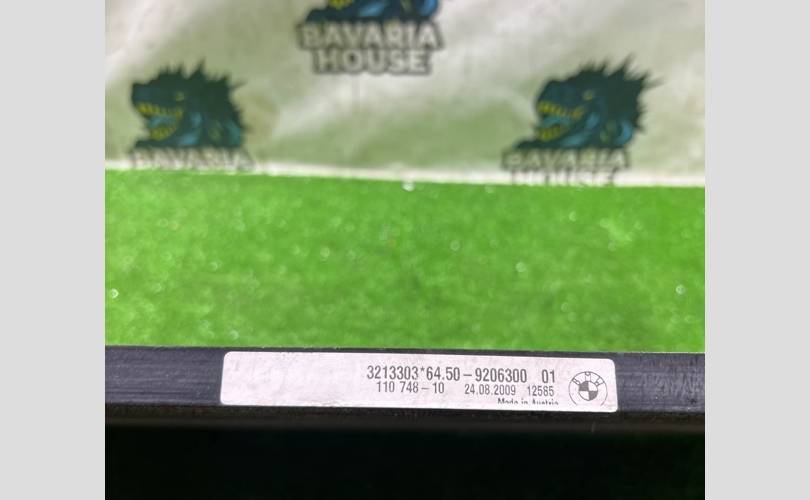 BAVARIA
HOUSE
BAVARIA
BAVARIA
HOUSE
3213303*64.50-9206300 01
110 748-10 24.08.2009 12585
Made in Austria
BMW